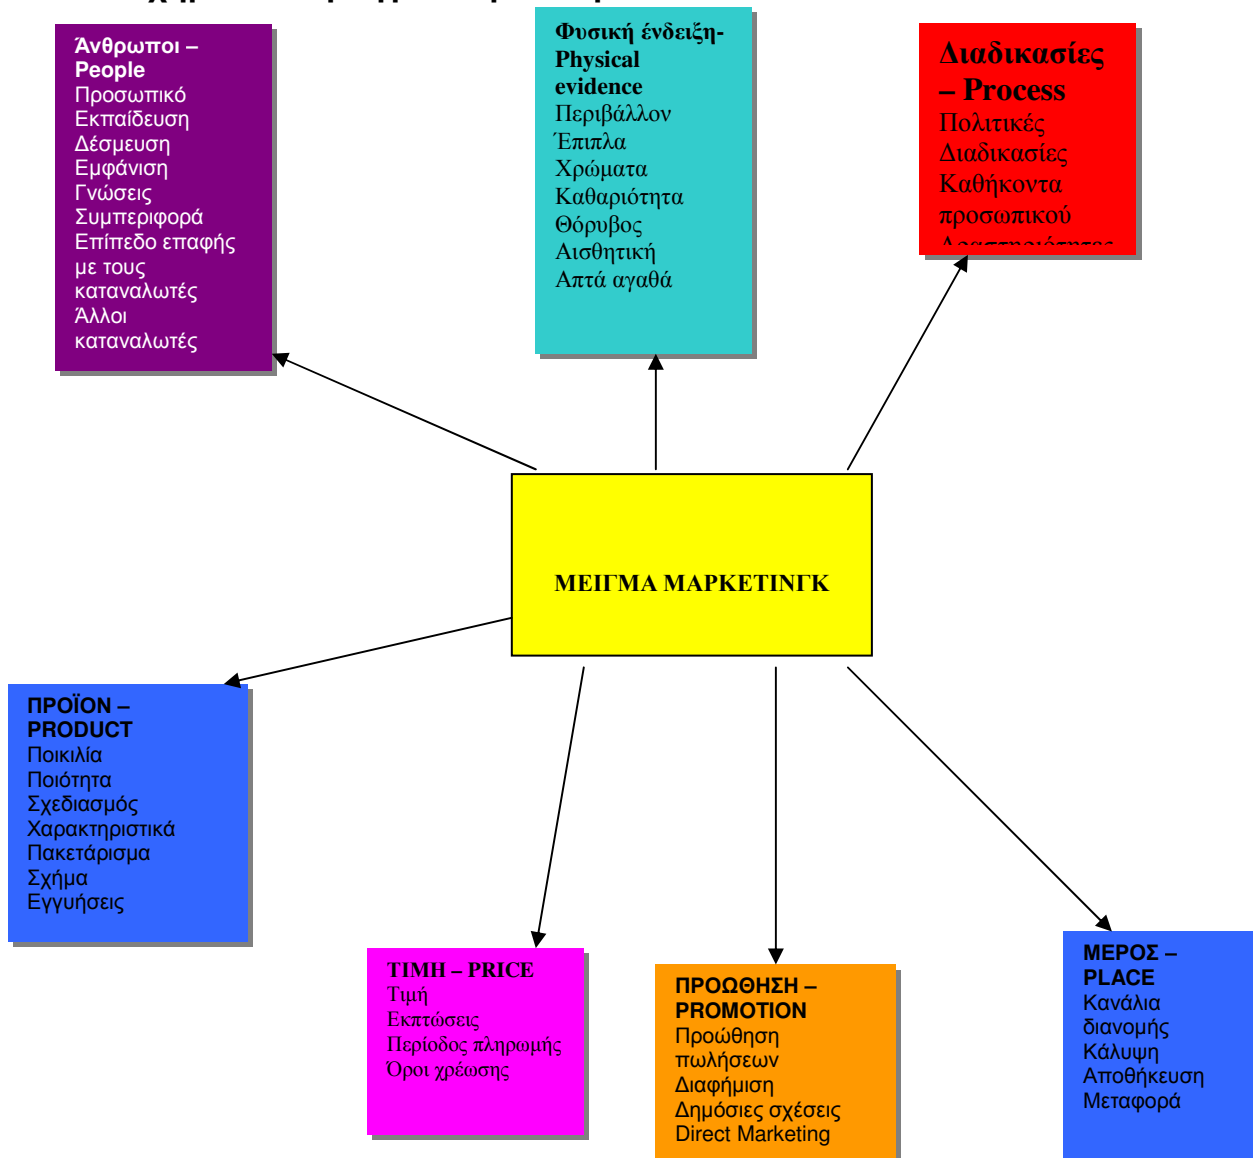 Άνθρωποι –
People
Προσωπικό
Εκπαίδευση
Δέσμευση
Εμφάνιση
Γνώσεις
Συμπεριφορά
Επίπεδο επαφής
με τους
καταναλωτές
Άλλοι
καταναλωτές
Φυσική ένδειξη-
Physical
evidence
Περιβάλλον
Έπιπλα
Χρώματα
Καθαριότητα
Θόρυβος
Αισθητική
Απτά αγαθά
Διαδικασίες
– Process
Πολιτικές
Διαδικασίες
Καθήκοντα
προσωπικού
Δραστηριότητες
ΜΕΙΓΜΑ ΜΑΡΚΕΤΙΝΓΚ
ΠΡΟΪΟΝ –
PRODUCT
Ποικιλία
Ποιότητα
Σχεδιασμός
Χαρακτηριστικά
Πακετάρισμα
Σχήμα
Εγγυήσεις
ΤΙΜΗ – PRICE
Τιμή
Εκπτώσεις
Περίοδος πληρωμής
Όροι χρέωσης
ΠΡΟΩΘΗΣΗ –
PROMOTION
Προώθηση
πωλήσεων
Διαφήμιση
Δημόσιες σχέσεις
Direct Marketing
ΜΕΡΟΣ –
PLACE
Κανάλια
διανομής
Κάλυψη
Αποθήκευση
Μεταφορά